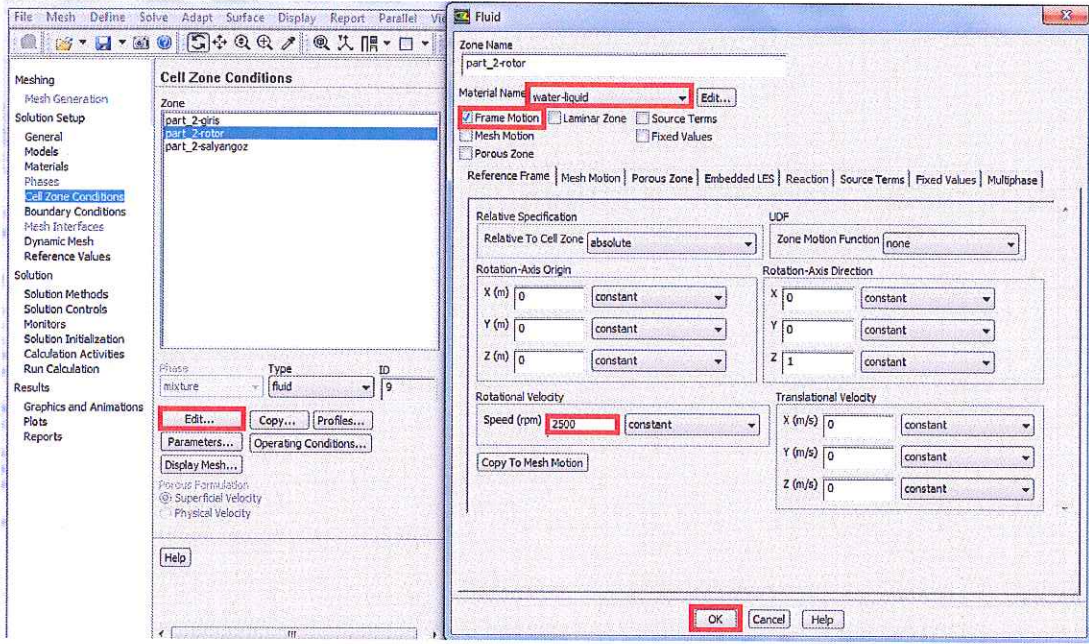 File Mesh Define Solve Adapt Surface Display Report Parallel
Meshing
Mesh Generation
Solution Setup
General
Models
Materials
Phases
Cell Zone Conditions
Boundary Conditions
Mesh Interfaces
Dynamic Mesh
Reference Values
Solution
Solution Methods
Solution Controls
Monitors
Solution Initialization
Calculation Activities
Run Calculation
Results
Graphics and Animations
Plots
Reports
Cell Zone Conditions
Zone
part_2-giris
part_2-rotor
part_2-salyangoz
Phase Type ID
mixture fluid 9
Edit... Copy... Profiles...
Parameters... Operating Conditions...
Display Mesh...
Porous Formulation
Superficial Velocity
Physical Velocity
Help
Fluid
Zone Name
part_2-rotor
Material Name water-liquid Edit...
Frame Motion Laminar Zone Source Terms
Mesh Motion Fixed Values
Porous Zone
Reference Frame Mesh Motion Porous Zone Embedded LES Reaction Source Terms Fixed Values Multiphase
Relative Specification UDF
Relative To Cell Zone absolute Zone Motion Function none
Rotation-Axis Origin Rotation-Axis Direction
X (m) 0 constant X 0 constant
Y (m) 0 constant Y 0 constant
Z (m) 0 constant Z 1 constant
Rotational Velocity Translational Velocity
Speed (rpm) 2500 constant X (m/s) 0 constant
Copy To Mesh Motion Y (m/s) 0 constant
Z (m/s) 0 constant
OK Cancel Help